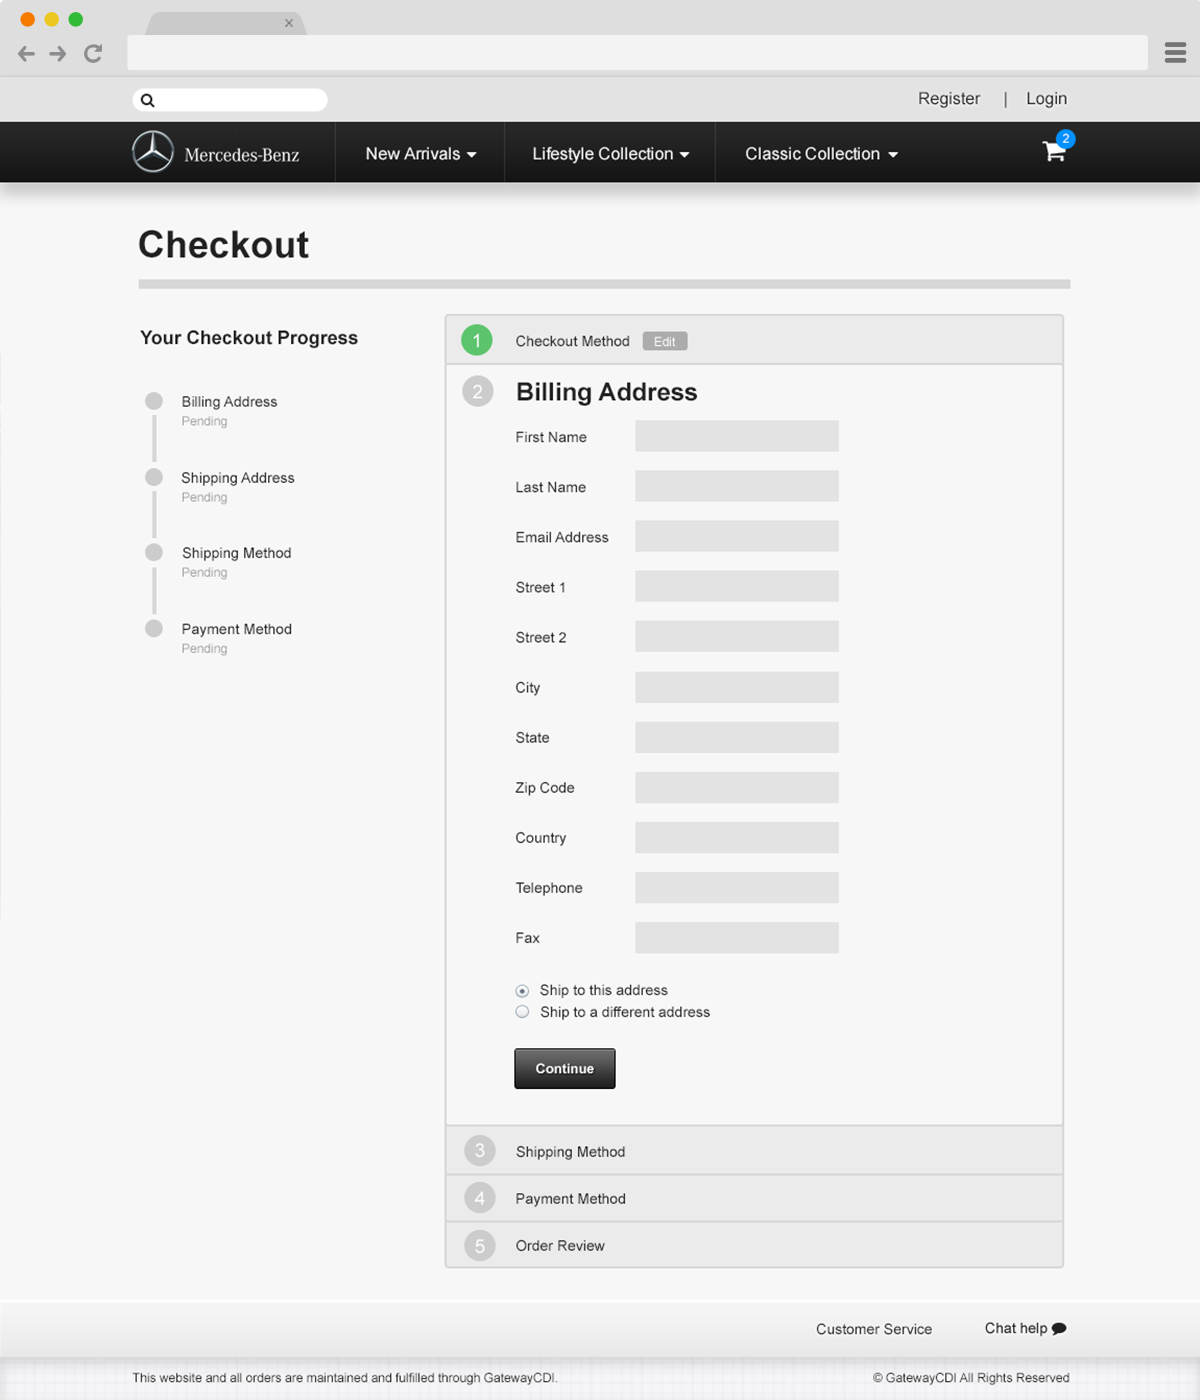 Register | Login
Mercedes-Benz
New Arrivals
Lifestyle Collection
Classic Collection
2
Checkout
Your Checkout Progress
Billing Address
Pending
Shipping Address
Pending
Shipping Method
Pending
Payment Method
Pending
1 Checkout Method Edit
2 Billing Address
First Name
Last Name
Email Address
Street 1
Street 2
City
State
Zip Code
Country
Telephone
Fax
Ship to this address
Ship to a different address
Continue
3 Shipping Method
4 Payment Method
5 Order Review
Customer Service
Chat help
This website and all orders are maintained and fulfilled through GatewayCDI.
© GatewayCDI All Rights Reserved